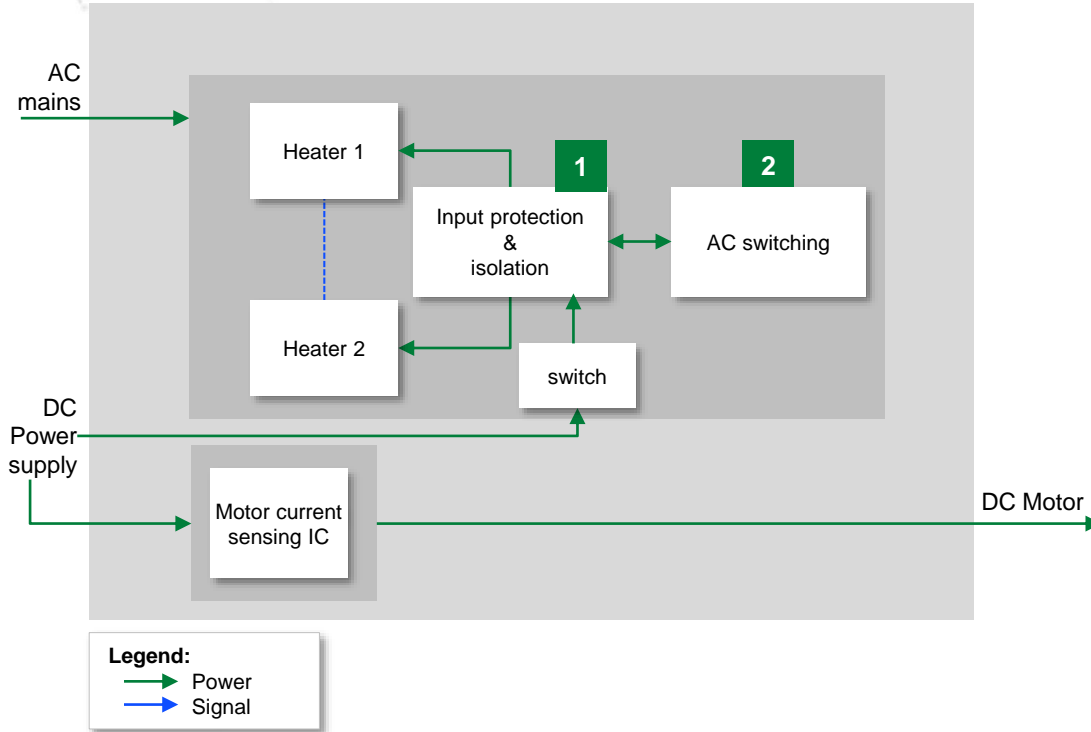 AC
mains
Heater 1
1
2
Input protection
&
isolation
AC switching
Heater 2
switch
DC
Power
supply
Motor current
sensing IC
DC Motor
Legend:
Power
Signal